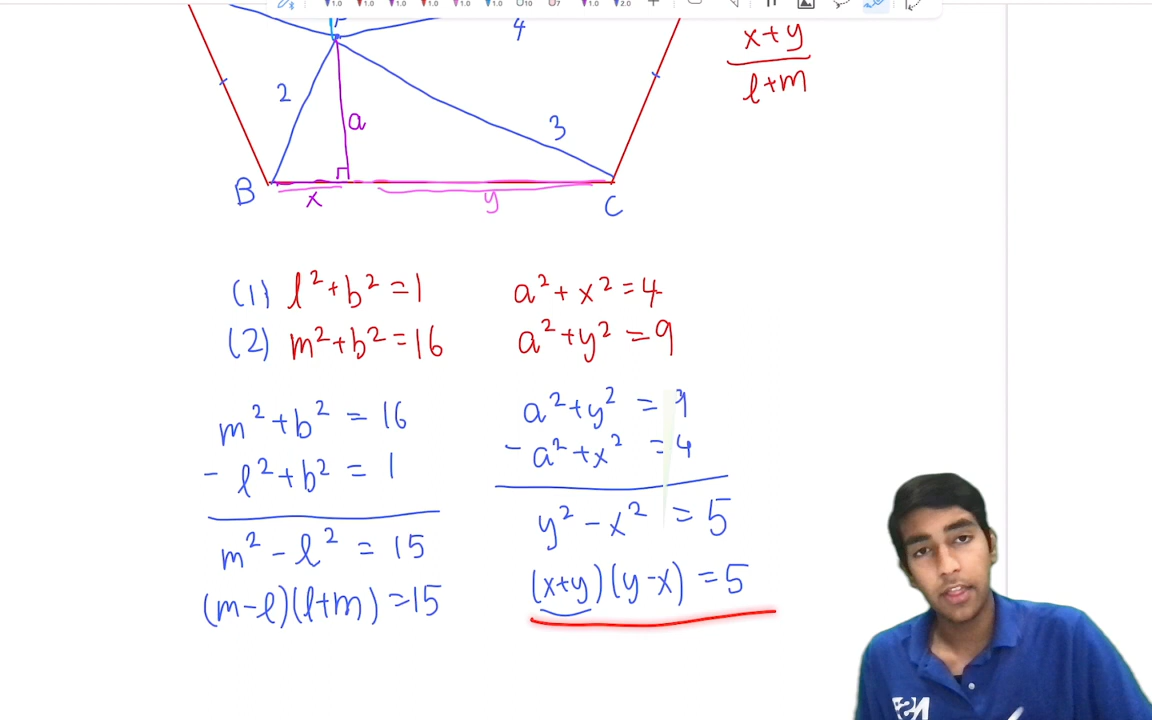 4
x+y
l+m
2
a
3
B
x
y
C
(1) l²+b²=1
a²+x²=4
(2) m²+b²=16
a²+y²=9
m²+b²=16
a²+y²=9
- l²+b²=1
- a²+x²=4
m²-l²=15
y²-x²=5
(m-l)(l+m)=15
(x+y)(y-x)=5